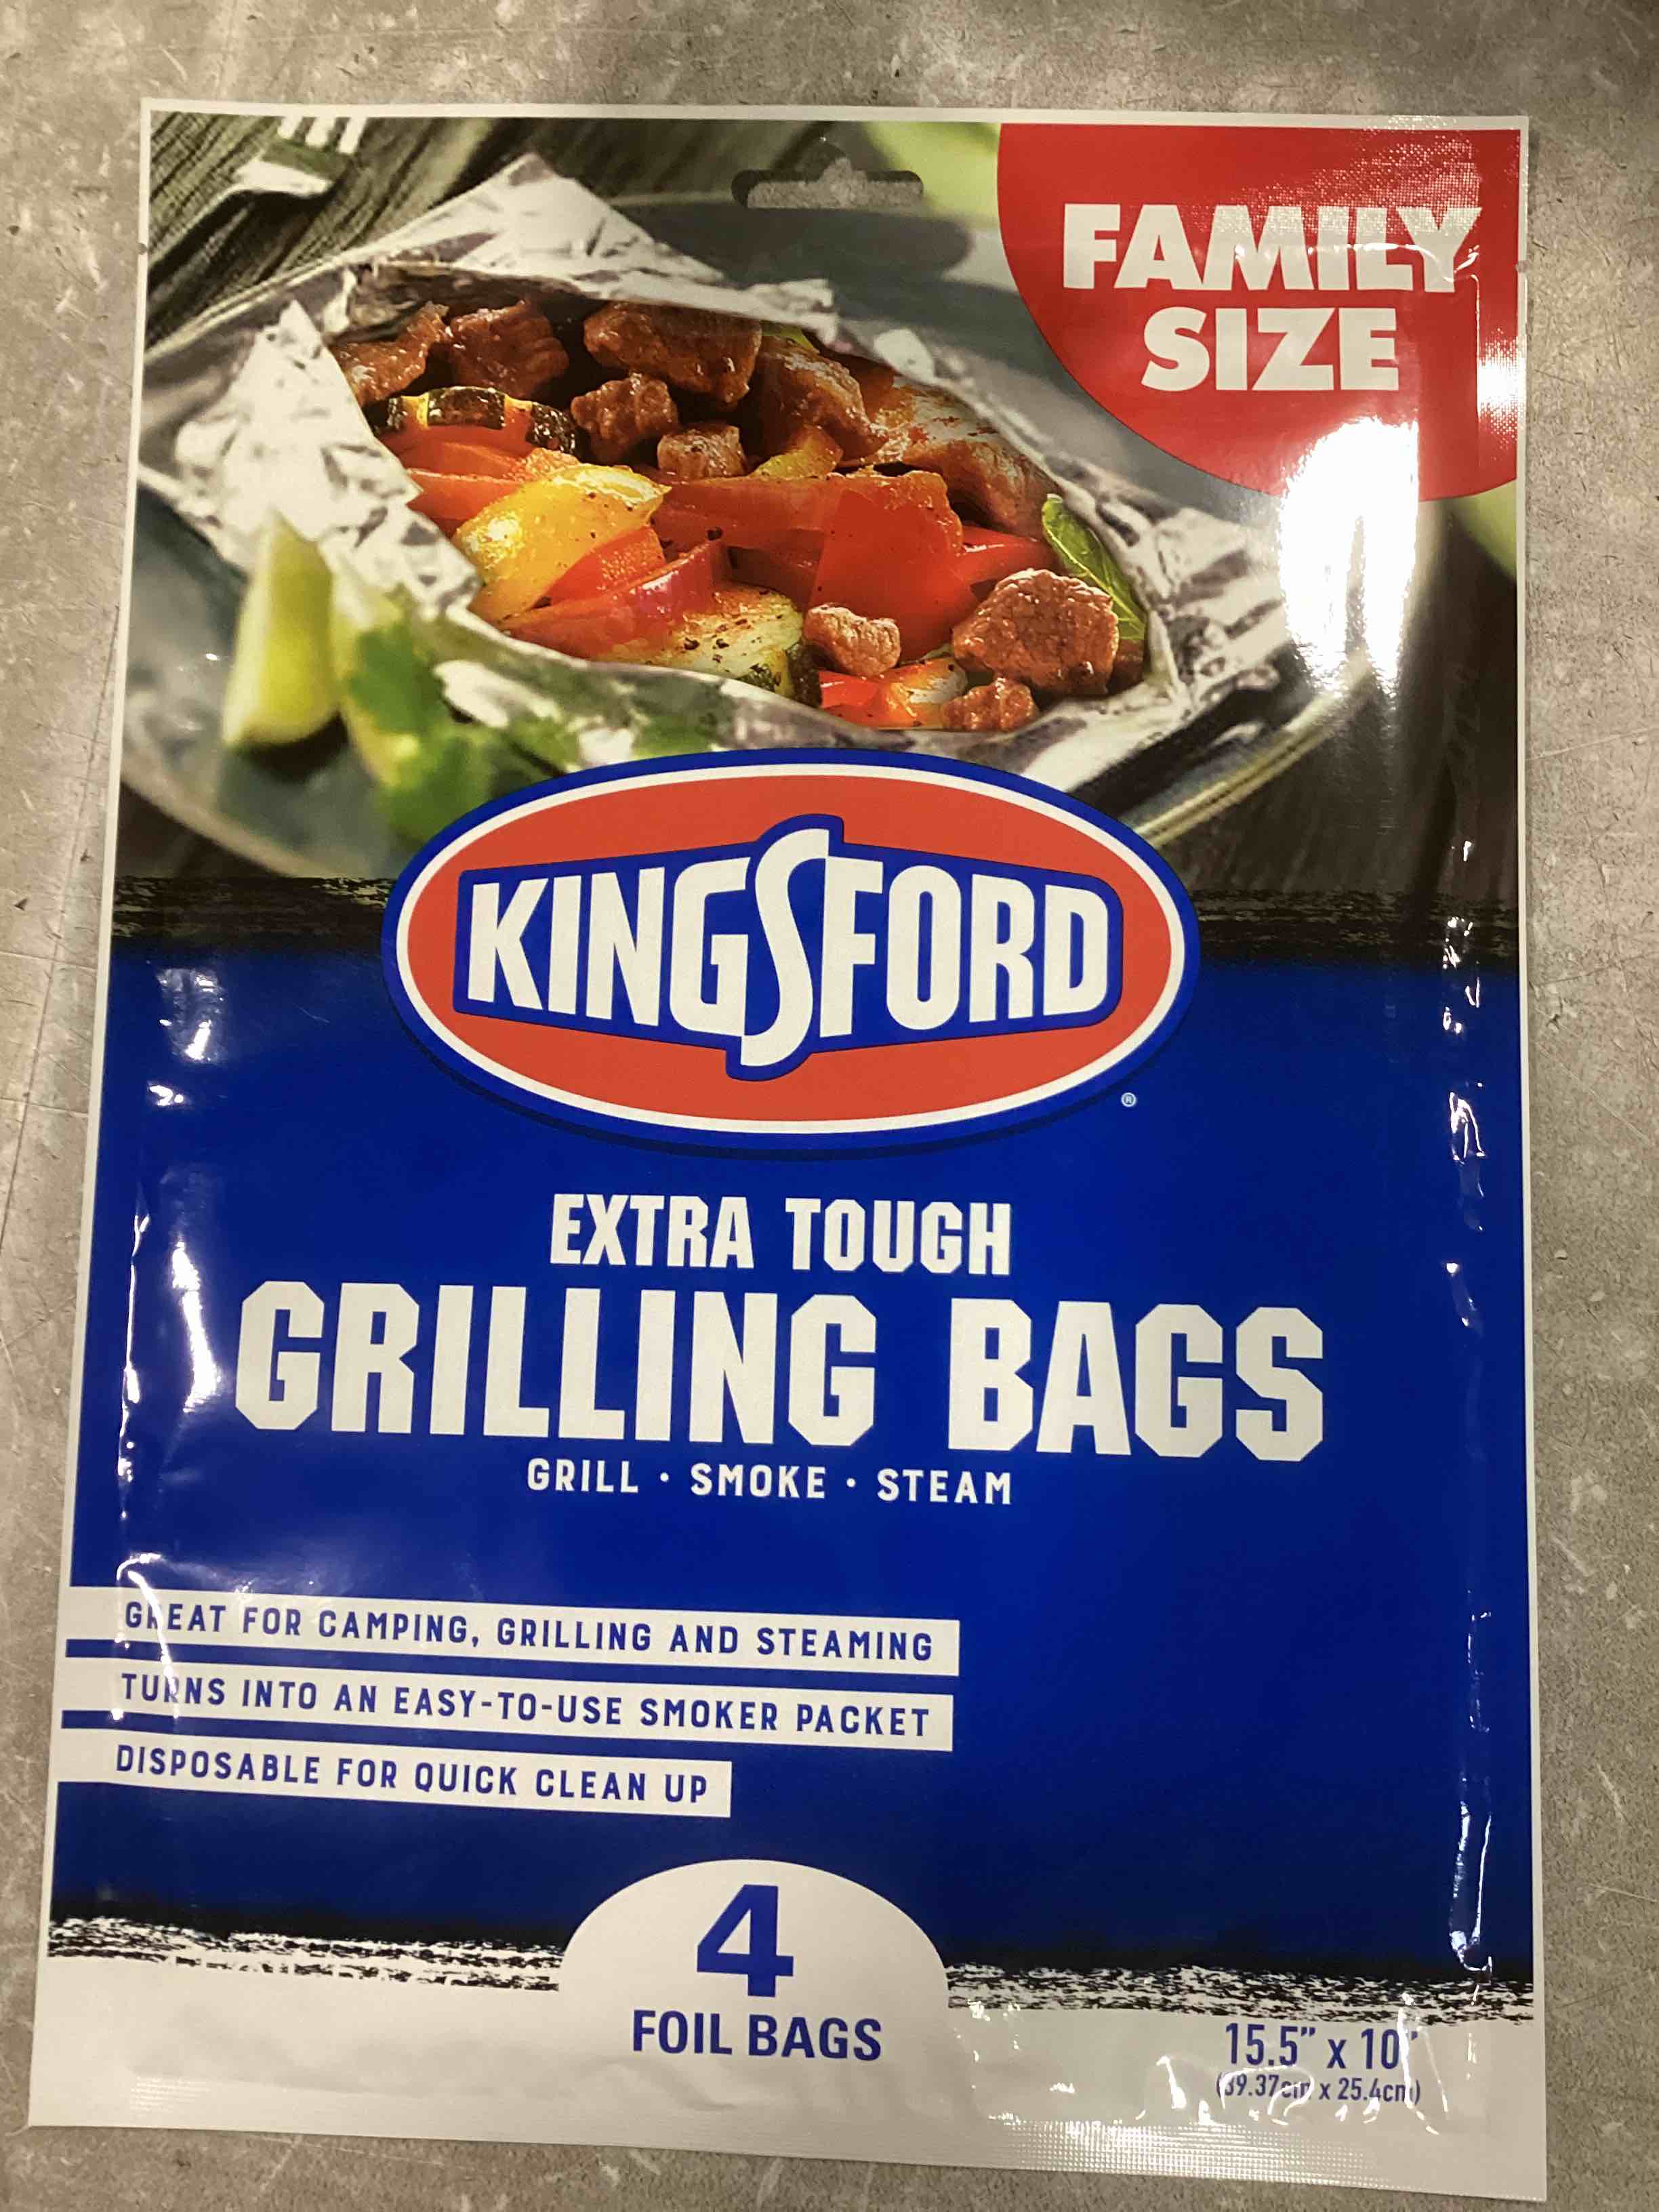 FAMILY
SIZE
KINGSFORD
®
EXTRA TOUGH
GRILLING BAGS
GRILL • SMOKE • STEAM
GREAT FOR CAMPING, GRILLING AND STEAMING
TURNS INTO AN EASY-TO-USE SMOKER PACKET
DISPOSABLE FOR QUICK CLEAN UP
4
FOIL BAGS
15.5" x 10"
(39.37cm x 25.4cm)